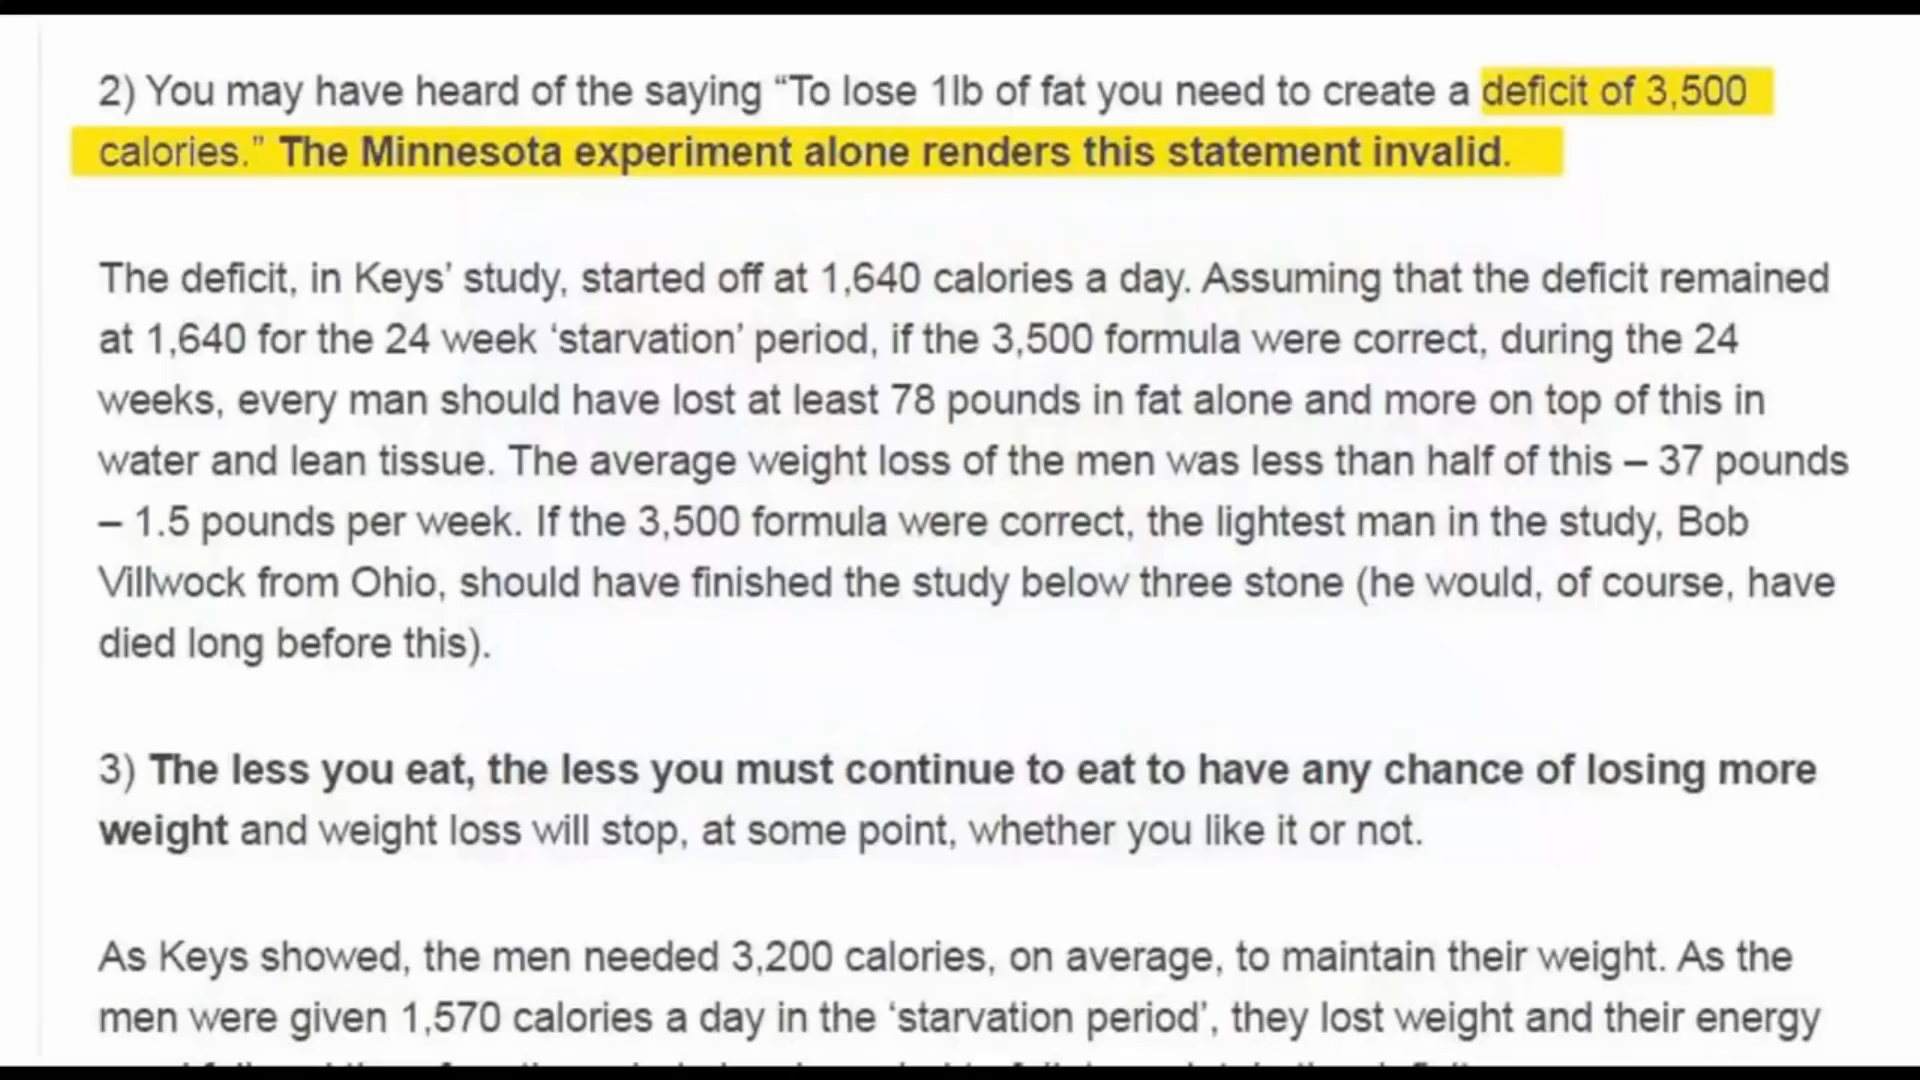 2) You may have heard of the saying “To lose 1lb of fat you need to create a deficit of 3,500
calories.” The Minnesota experiment alone renders this statement invalid.
The deficit, in Keys’ study, started off at 1,640 calories a day. Assuming that the deficit remained
at 1,640 for the 24 week ‘starvation’ period, if the 3,500 formula were correct, during the 24
weeks, every man should have lost at least 78 pounds in fat alone and more on top of this in
water and lean tissue. The average weight loss of the men was less than half of this – 37 pounds
– 1.5 pounds per week. If the 3,500 formula were correct, the lightest man in the study, Bob
Villwock from Ohio, should have finished the study below three stone (he would, of course, have
died long before this).
3) The less you eat, the less you must continue to eat to have any chance of losing more
weight and weight loss will stop, at some point, whether you like it or not.
As Keys showed, the men needed 3,200 calories, on average, to maintain their weight. As the
men were given 1,570 calories a day in the ‘starvation period’, they lost weight and their energy